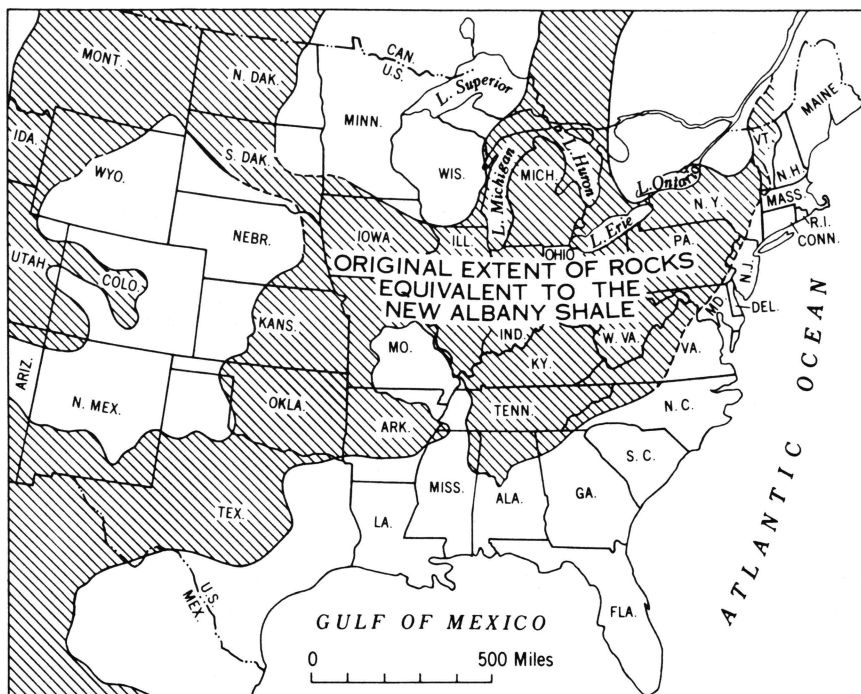 MONT.
N. DAK.
CAN.
U.S.
L. Superior
MINN.
MAINE
IDA.
WYO.
S. DAK.
WIS.
L. Michigan
MICH.
L. Huron
L. Ontario
VT.
N.H.
MASS.
N.Y.
R.I.
CONN.
NEBR.
IOWA
ILL.
OHIO
L. Erie
PA.
UTAH
COLO.
ORIGINAL EXTENT OF ROCKS
EQUIVALENT TO THE
NEW ALBANY SHALE
N.J.
MD.
DEL.
KANS.
MO.
IND.
W. VA.
VA.
KY.
ARIZ.
N. MEX.
OKLA.
ARK.
TENN.
N.C.
S.C.
TEX.
MISS.
ALA.
GA.
LA.
ATLANTIC OCEAN
U.S.
MEX.
GULF OF MEXICO
FLA.
0 500 Miles